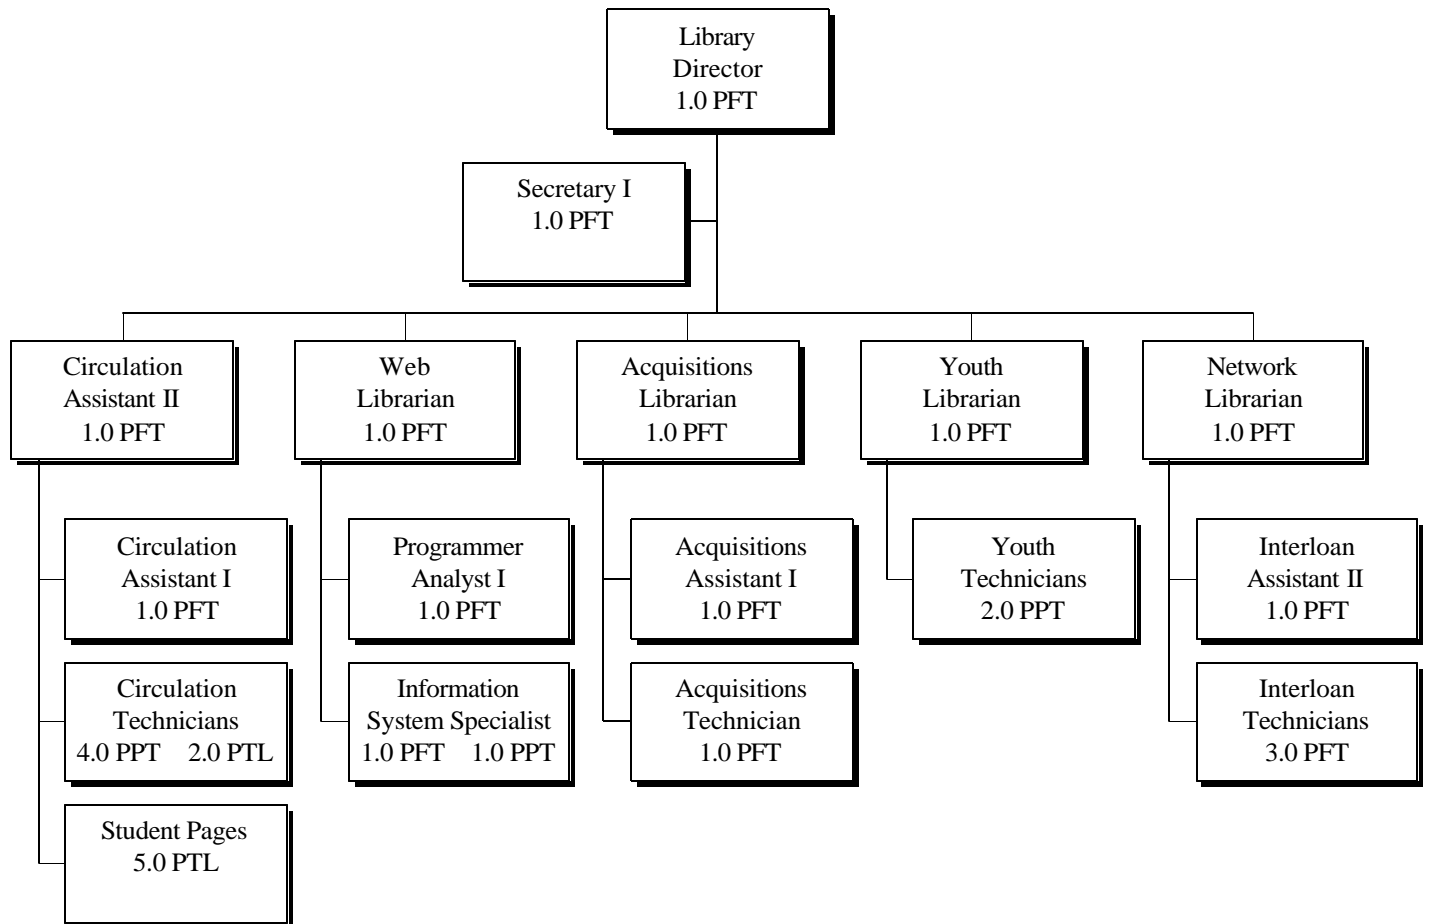 Library
Director
1.0 PFT
Secretary I
1.0 PFT
Circulation
Assistant II
1.0 PFT
Web
Librarian
1.0 PFT
Acquisitions
Librarian
1.0 PFT
Youth
Librarian
1.0 PFT
Network
Librarian
1.0 PFT
Circulation
Assistant I
1.0 PFT
Programmer
Analyst I
1.0 PFT
Acquisitions
Assistant I
1.0 PFT
Youth
Technicians
2.0 PPT
Interloan
Assistant II
1.0 PFT
Circulation
Technicians
4.0 PPT 2.0 PTL
Information
System Specialist
1.0 PFT 1.0 PPT
Acquisitions
Technician
1.0 PFT
Interloan
Technicians
3.0 PFT
Student Pages
5.0 PTL